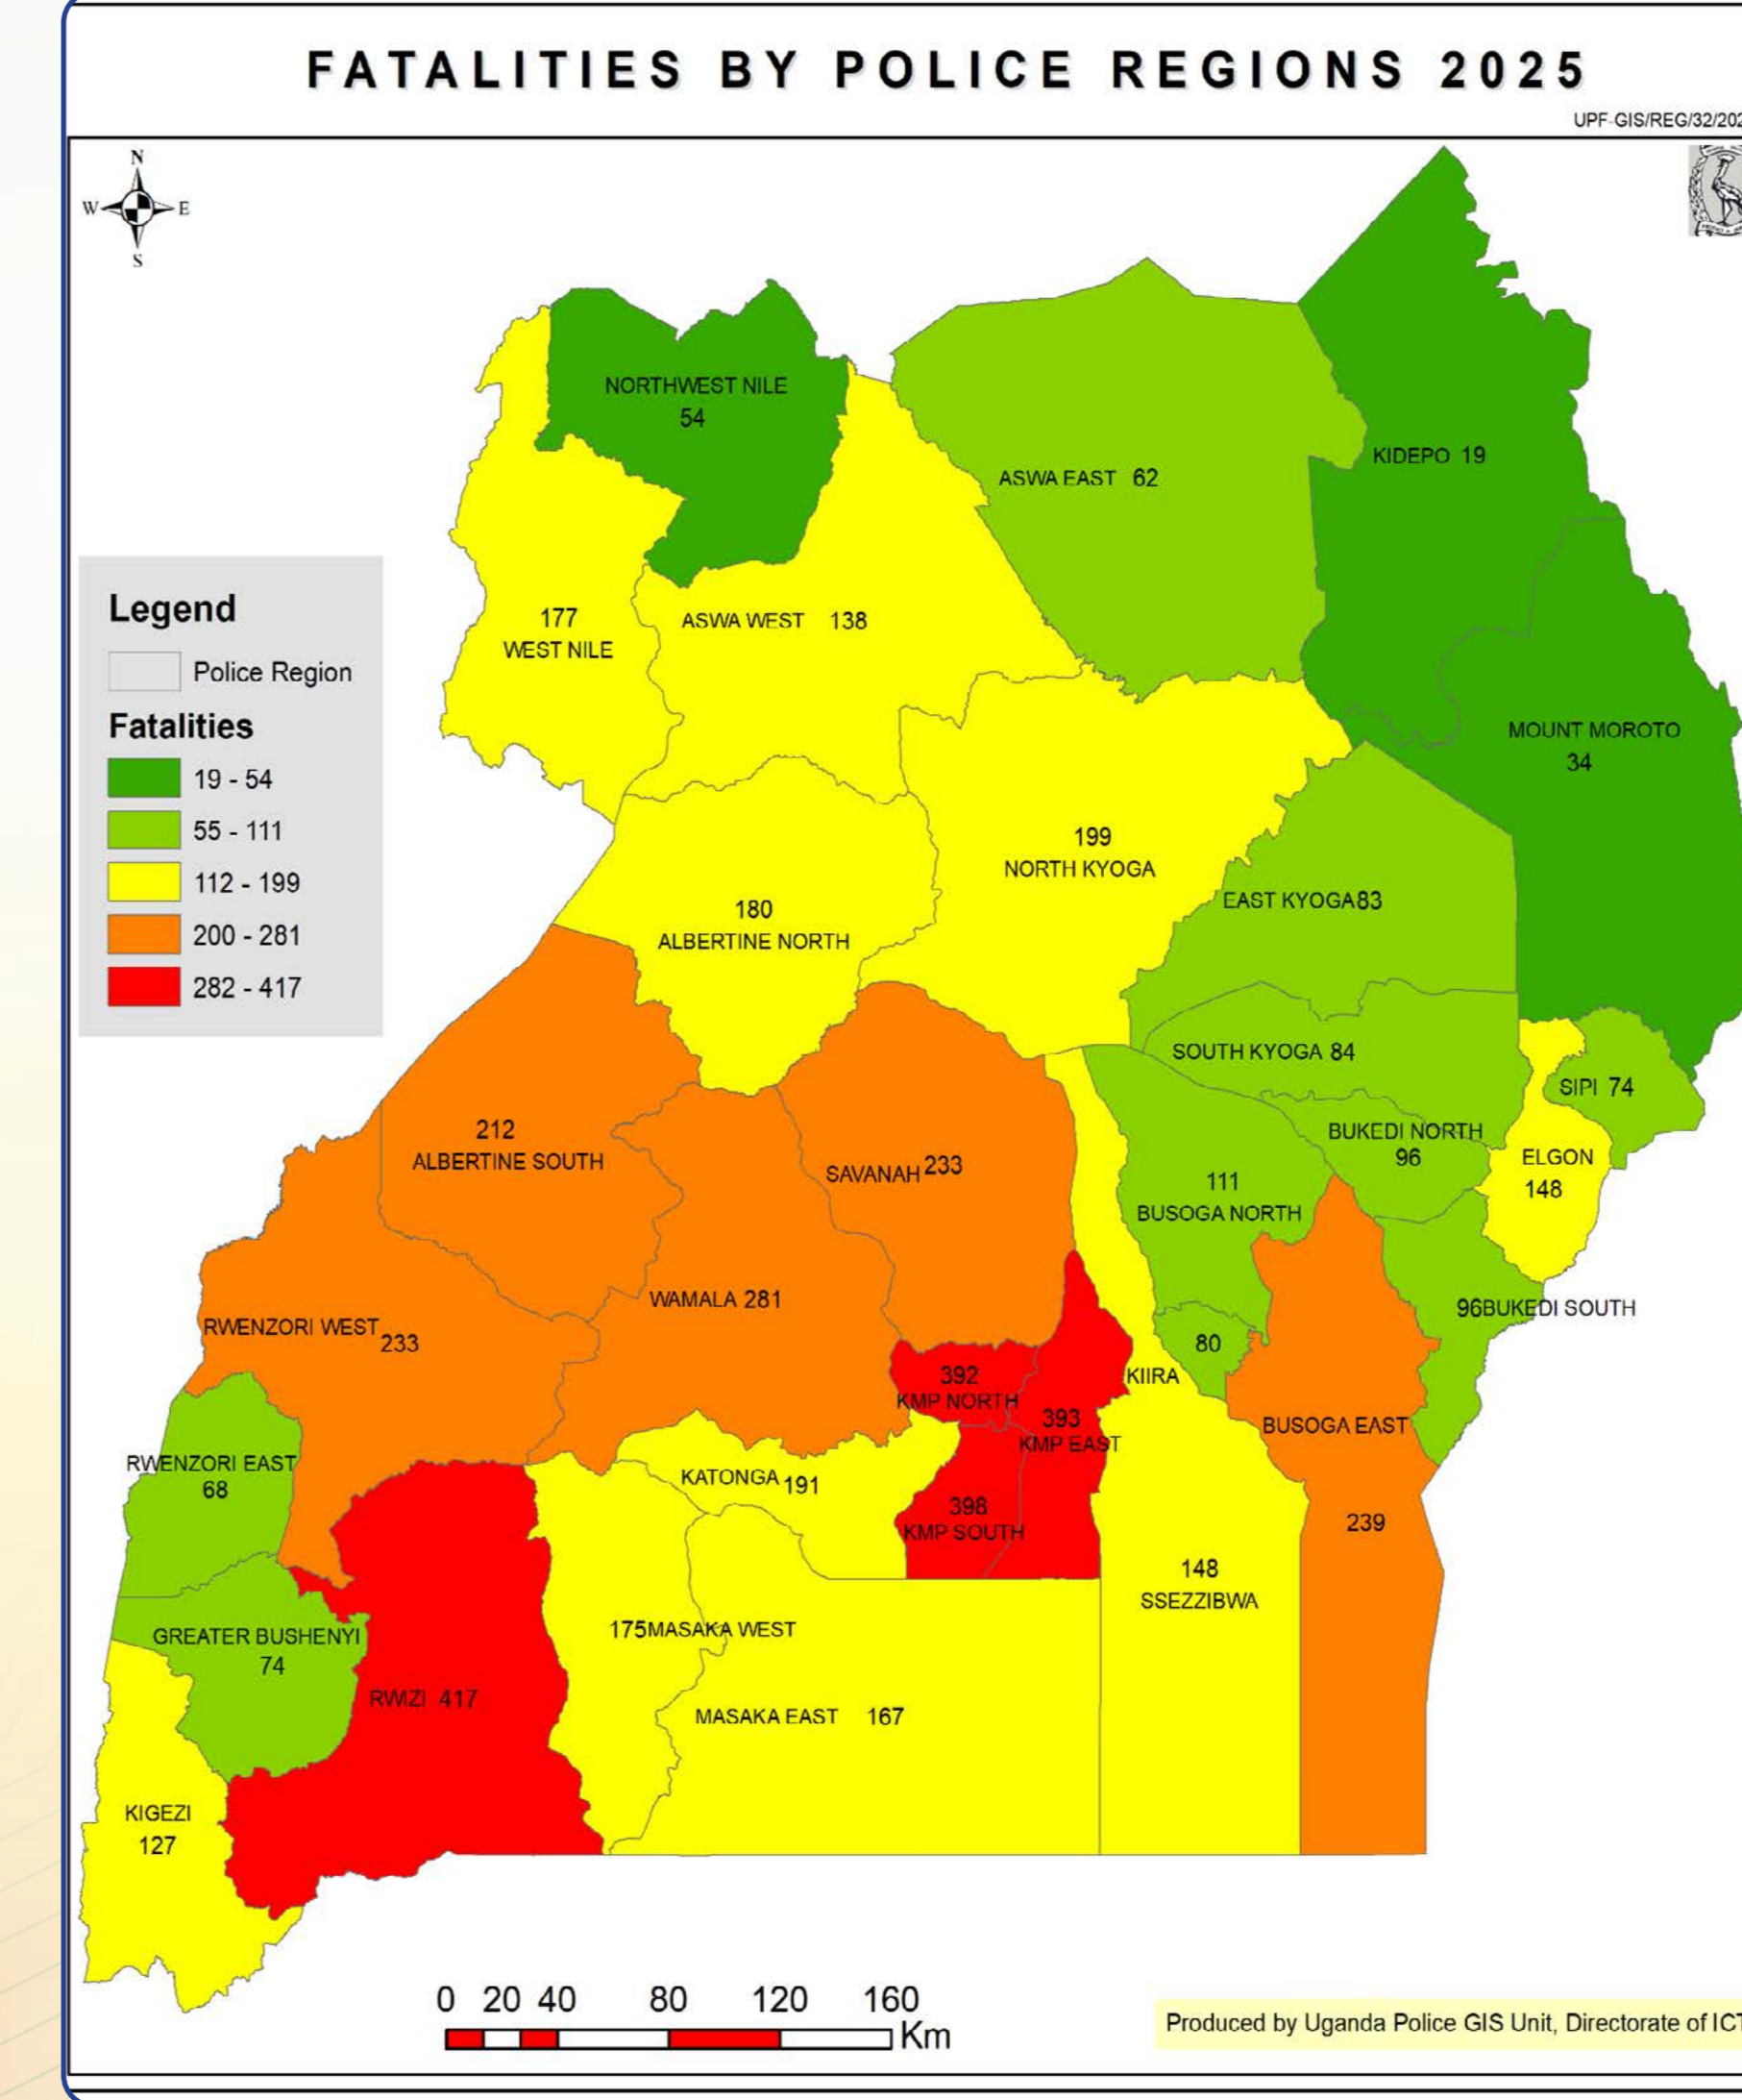 FATALITIES BY POLICE REGIONS 2025
UPF-GIS/REG/32/202
N
W E
S
NORTHWEST NILE
54
KIDEPO 19
ASWA EAST 62
Legend
Police Region
Fatalities
19 - 54
55 - 111
112 - 199
200 - 281
282 - 417
177
WEST NILE
ASWA WEST 138
MOUNT MOROTO
34
199
NORTH KYOGA
EAST KYOGA 83
180
ALBERTINE NORTH
SOUTH KYOGA 84
SIPI 74
212
ALBERTINE SOUTH
BUKEDI NORTH
96
ELGON
148
SAVANAH 233
111
BUSOGA NORTH
WAMALA 281
96BUKEDI SOUTH
RWENZORI WEST 233
80
KIIRA
392
KMP NORTH
393
KMP EAST
BUSOGA EAST
239
RWENZORI EAST
68
KATONGA 191
398
KMP SOUTH
148
SSEZZIBWA
GREATER BUSHENYI
74
175MASAKA WEST
RWIZI 417
MASAKA EAST 167
KIGEZI
127
0 20 40 80 120 160
Km
Produced by Uganda Police GIS Unit, Directorate of ICT